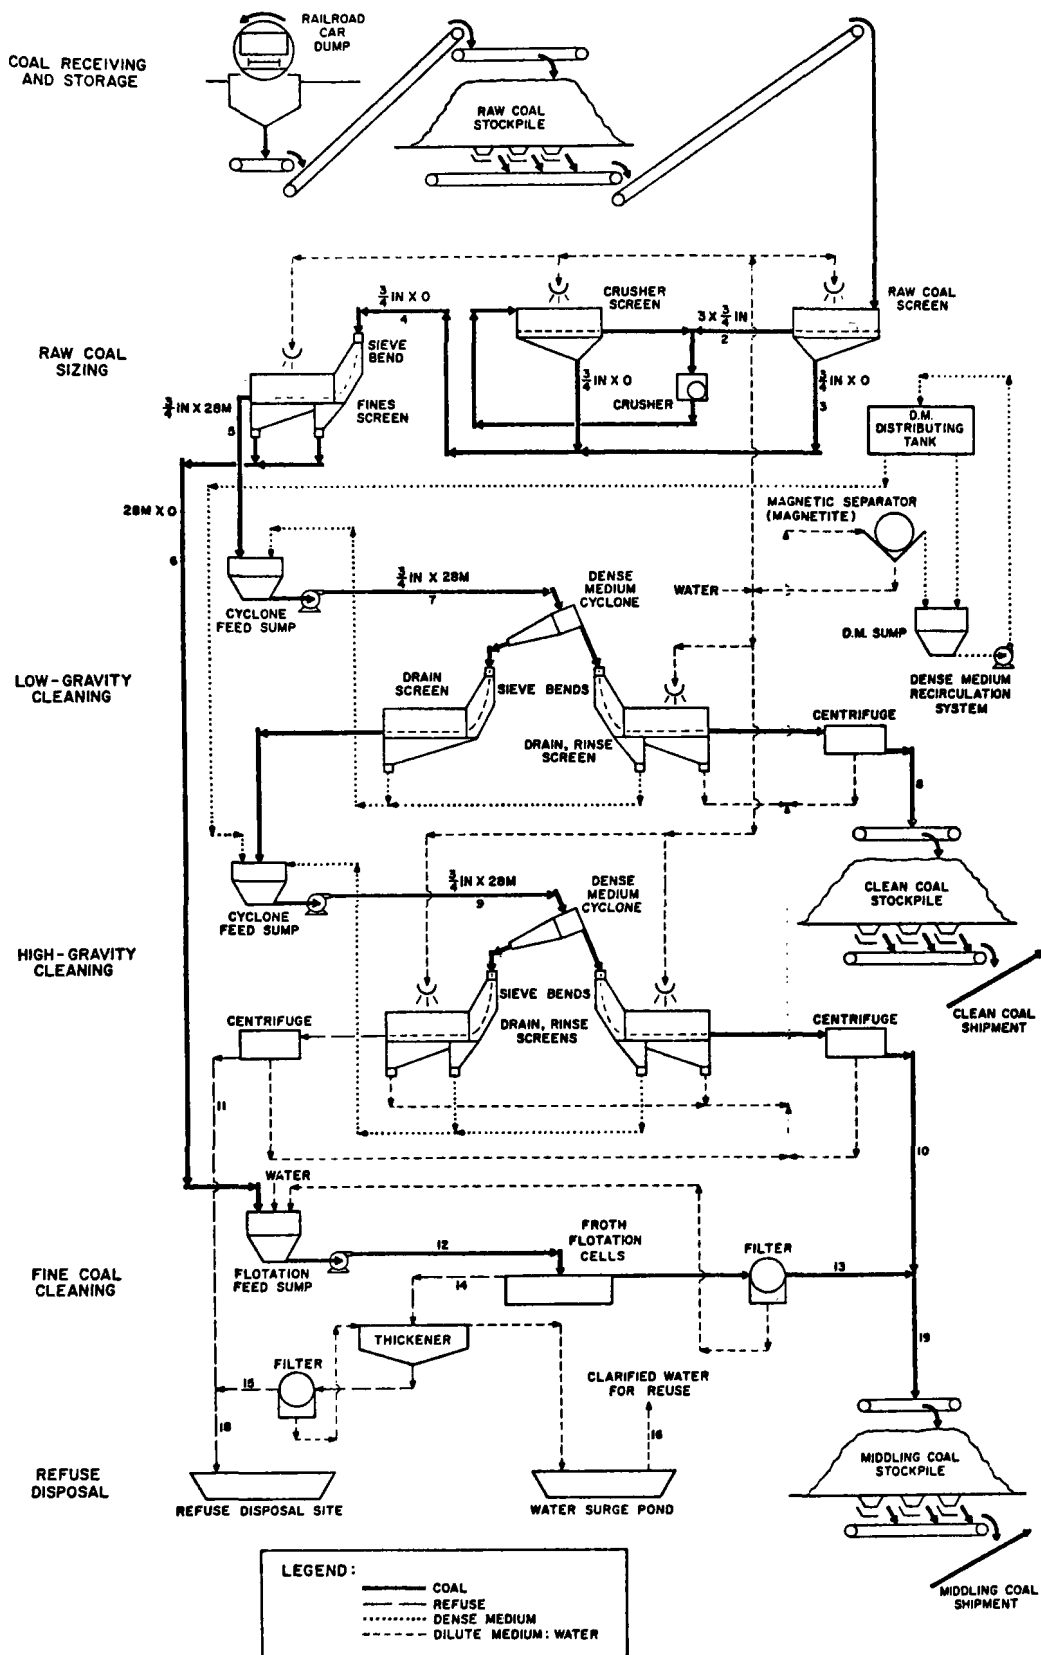 RAILROAD
CAR
DUMP
COAL RECEIVING
AND STORAGE
RAW COAL
STOCKPILE
CRUSHER
SCREEN
RAW COAL
SCREEN
3/4 IN X 0
4
3 X 3/4 IN
2
SIEVE
BEND
RAW COAL
SIZING
3/4 IN X 0
3/4 IN X 0
3
CRUSHER
FINES
SCREEN
3/4 IN X 28M
5
D.M.
DISTRIBUTING
TANK
MAGNETIC SEPARATOR
(MAGNETITE)
28M X 0
6
3/4 IN X 28M
7
DENSE
MEDIUM
CYCLONE
WATER
CYCLONE
FEED SUMP
D.M. SUMP
LOW-GRAVITY
CLEANING
DRAIN
SCREEN
SIEVE BENDS
DENSE MEDIUM
RECIRCULATION
SYSTEM
CENTRIFUGE
DRAIN, RINSE
SCREEN
8
3/4 IN X 28M
9
DENSE
MEDIUM
CYCLONE
CLEAN COAL
STOCKPILE
CYCLONE
FEED SUMP
HIGH-GRAVITY
CLEANING
SIEVE BENDS
CLEAN COAL
SHIPMENT
CENTRIFUGE
DRAIN, RINSE
SCREENS
CENTRIFUGE
11
10
WATER
12
FROTH
FLOTATION
CELLS
FILTER
FINE COAL
CLEANING
FLOTATION
FEED SUMP
14
13
THICKENER
19
FILTER
15
CLARIFIED WATER
FOR REUSE
18
16
MIDDLING COAL
STOCKPILE
REFUSE
DISPOSAL
REFUSE DISPOSAL SITE
WATER SURGE POND
MIDDLING COAL
SHIPMENT
LEGEND:
COAL
REFUSE
DENSE MEDIUM
DILUTE MEDIUM: WATER